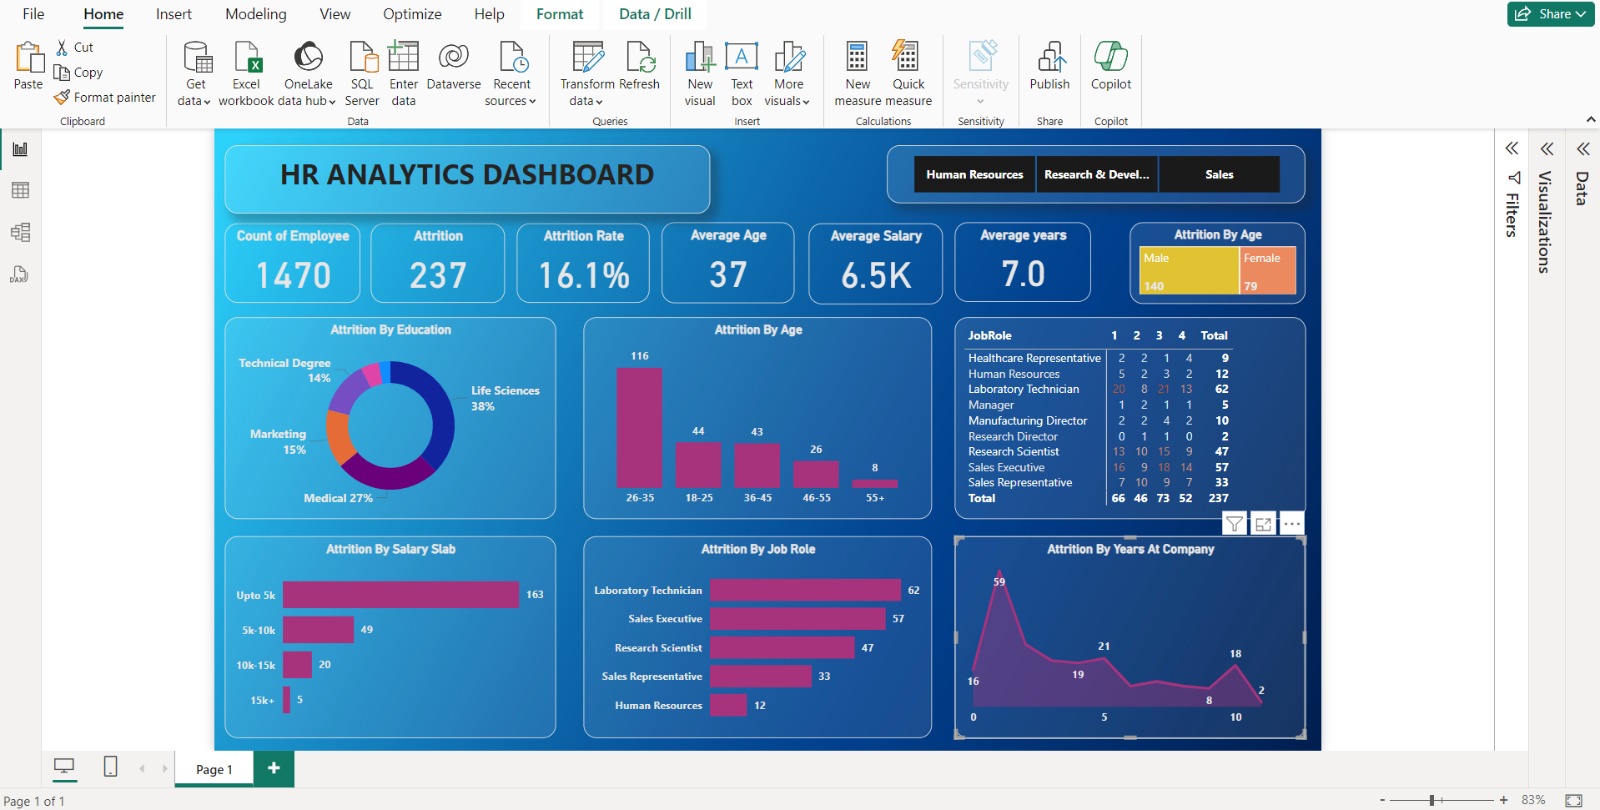 File Home Insert Modeling View Optimize Help Format Data / Drill Share
Paste
Cut
Copy
Format painter
Clipboard
Get data
Excel workbook
OneLake data hub
SQL Server
Enter data
Dataverse
Recent sources
Data
Transform data
Refresh
Queries
New visual
Text box
More visuals
Insert
New measure
Quick measure
Calculations
Sensitivity
Sensitivity
Publish
Share
Copilot
Copilot
HR ANALYTICS DASHBOARD
Human Resources Research & Devel... Sales
Count of Employee
1470
Attrition
237
Attrition Rate
16.1%
Average Age
37
Average Salary
6.5K
Average years
7.0
Attrition By Age
Male Female
140 79
Filters
Visualizations
Data
Attrition By Education
Technical Degree
14%
Life Sciences
38%
Marketing
15%
Medical 27%
Attrition By Age
116
44
43
26
8
26-35 18-25 36-45 46-55 55+
JobRole 1 2 3 4 Total
Healthcare Representative 2 2 1 4 9
Human Resources 5 2 3 2 12
Laboratory Technician 20 8 21 13 62
Manager 1 2 1 1 5
Manufacturing Director 2 2 4 2 10
Research Director 0 1 1 0 2
Research Scientist 13 10 15 9 47
Sales Executive 16 9 18 14 57
Sales Representative 7 10 9 7 33
Total 66 46 73 52 237
Attrition By Salary Slab
Upto 5k 163
5k-10k 49
10k-15k 20
15k+ 5
Attrition By Job Role
Laboratory Technician 62
Sales Executive 57
Research Scientist 47
Sales Representative 33
Human Resources 12
Attrition By Years At Company
59
21
18
16
19
8
2
0 5 10
Page 1
Page 1 of 1
- + 83%